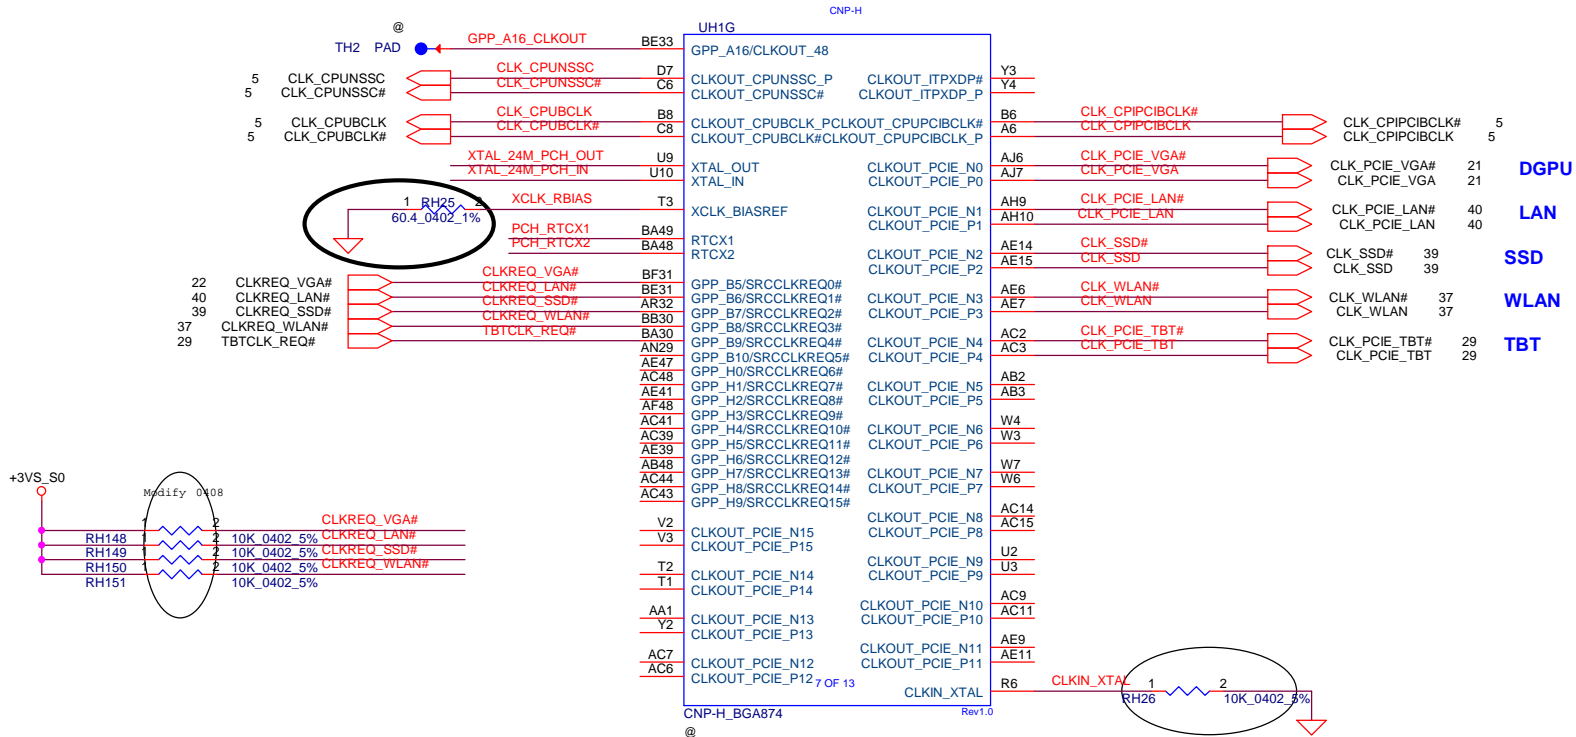 CNP-H
@
UH1G
TH2 PAD GPP_A16_CLKOUT BE33 GPP_A16/CLKOUT_48
5 CLK_CPUNSSC CLK_CPUNSSC D7 CLKOUT_CPUNSSC_P CLKOUT_ITPXDP# Y3
5 CLK_CPUNSSC# CLK_CPUNSSC# C6 CLKOUT_CPUNSSC# CLKOUT_ITPXDP_P Y4
5 CLK_CPUBCLK CLK_CPUBCLK B8 CLKOUT_CPUBCLK_P CLKOUT_CPUPCIBCLK# B6 CLK_CPIPCIBCLK# CLK_CPIPCIBCLK# 5
5 CLK_CPUBCLK# CLK_CPUBCLK# C8 CLKOUT_CPUBCLK# CLKOUT_CPUPCIBCLK_P A6 CLK_CPIPCIBCLK CLK_CPIPCIBCLK 5
XTAL_24M_PCH_OUT U9 XTAL_OUT CLKOUT_PCIE_N0 AJ6 CLK_PCIE_VGA# CLK_PCIE_VGA# 21 DGPU
XTAL_24M_PCH_IN U10 XTAL_IN CLKOUT_PCIE_P0 AJ7 CLK_PCIE_VGA CLK_PCIE_VGA 21
1 RH25 2 XCLK_RBIAS T3 XCLK_BIASREF CLKOUT_PCIE_N1 AH9 CLK_PCIE_LAN# CLK_PCIE_LAN# 40 LAN
60.4_0402_1% CLKOUT_PCIE_P1 AH10 CLK_PCIE_LAN CLK_PCIE_LAN 40
PCH_RTCX1 BA49 RTCX1
PCH_RTCX2 BA48 RTCX2 CLKOUT_PCIE_N2 AE14 CLK_SSD# CLK_SSD# 39 SSD
CLKOUT_PCIE_P2 AE15 CLK_SSD CLK_SSD 39
22 CLKREQ_VGA# CLKREQ_VGA# BF31 GPP_B5/SRCCLKREQ0#
40 CLKREQ_LAN# CLKREQ_LAN# BE31 GPP_B6/SRCCLKREQ1# CLKOUT_PCIE_N3 AE6 CLK_WLAN# CLK_WLAN# 37 WLAN
39 CLKREQ_SSD# CLKREQ_SSD# AR32 GPP_B7/SRCCLKREQ2# CLKOUT_PCIE_P3 AE7 CLK_WLAN CLK_WLAN 37
37 CLKREQ_WLAN# CLKREQ_WLAN# BB30 GPP_B8/SRCCLKREQ3#
29 TBTCLK_REQ# TBTCLK_REQ# BA30 GPP_B9/SRCCLKREQ4# CLKOUT_PCIE_N4 AC2 CLK_PCIE_TBT# CLK_PCIE_TBT# 29 TBT
AN29 GPP_B10/SRCCLKREQ5# CLKOUT_PCIE_P4 AC3 CLK_PCIE_TBT CLK_PCIE_TBT 29
AE47 GPP_H0/SRCCLKREQ6#
AC48 GPP_H1/SRCCLKREQ7# CLKOUT_PCIE_N5 AB2
AE41 GPP_H2/SRCCLKREQ8# CLKOUT_PCIE_P5 AB3
AF48 GPP_H3/SRCCLKREQ9#
AC41 GPP_H4/SRCCLKREQ10# CLKOUT_PCIE_N6 W4
AC39 GPP_H5/SRCCLKREQ11# CLKOUT_PCIE_P6 W3
AE39 GPP_H6/SRCCLKREQ12#
AB48 GPP_H7/SRCCLKREQ13# CLKOUT_PCIE_N7 W7
AC44 GPP_H8/SRCCLKREQ14# CLKOUT_PCIE_P7 W6
AC43 GPP_H9/SRCCLKREQ15#
+3VS_S0
Modify 0408
CLKOUT_PCIE_N8 AC14
V2 CLKOUT_PCIE_N15 CLKOUT_PCIE_P8 AC15
V3 CLKOUT_PCIE_P15
1 2 CLKREQ_VGA#
RH148 1 2 10K_0402_5% CLKREQ_LAN#
RH149 1 2 10K_0402_5% CLKREQ_SSD#
RH150 1 2 10K_0402_5% CLKREQ_WLAN#
RH151 10K_0402_5%
CLKOUT_PCIE_N9 U2
T2 CLKOUT_PCIE_N14 CLKOUT_PCIE_P9 U3
T1 CLKOUT_PCIE_P14
CLKOUT_PCIE_N10 AC9
AA1 CLKOUT_PCIE_N13 CLKOUT_PCIE_P10 AC11
Y2 CLKOUT_PCIE_P13
CLKOUT_PCIE_N11 AE9
AC7 CLKOUT_PCIE_N12 CLKOUT_PCIE_P11 AE11
AC6 CLKOUT_PCIE_P12 7 OF 13
CLKIN_XTAL R6 CLKIN_XTAL 1 2
RH26 10K_0402_5%
CNP-H_BGA874 Rev1.0
@